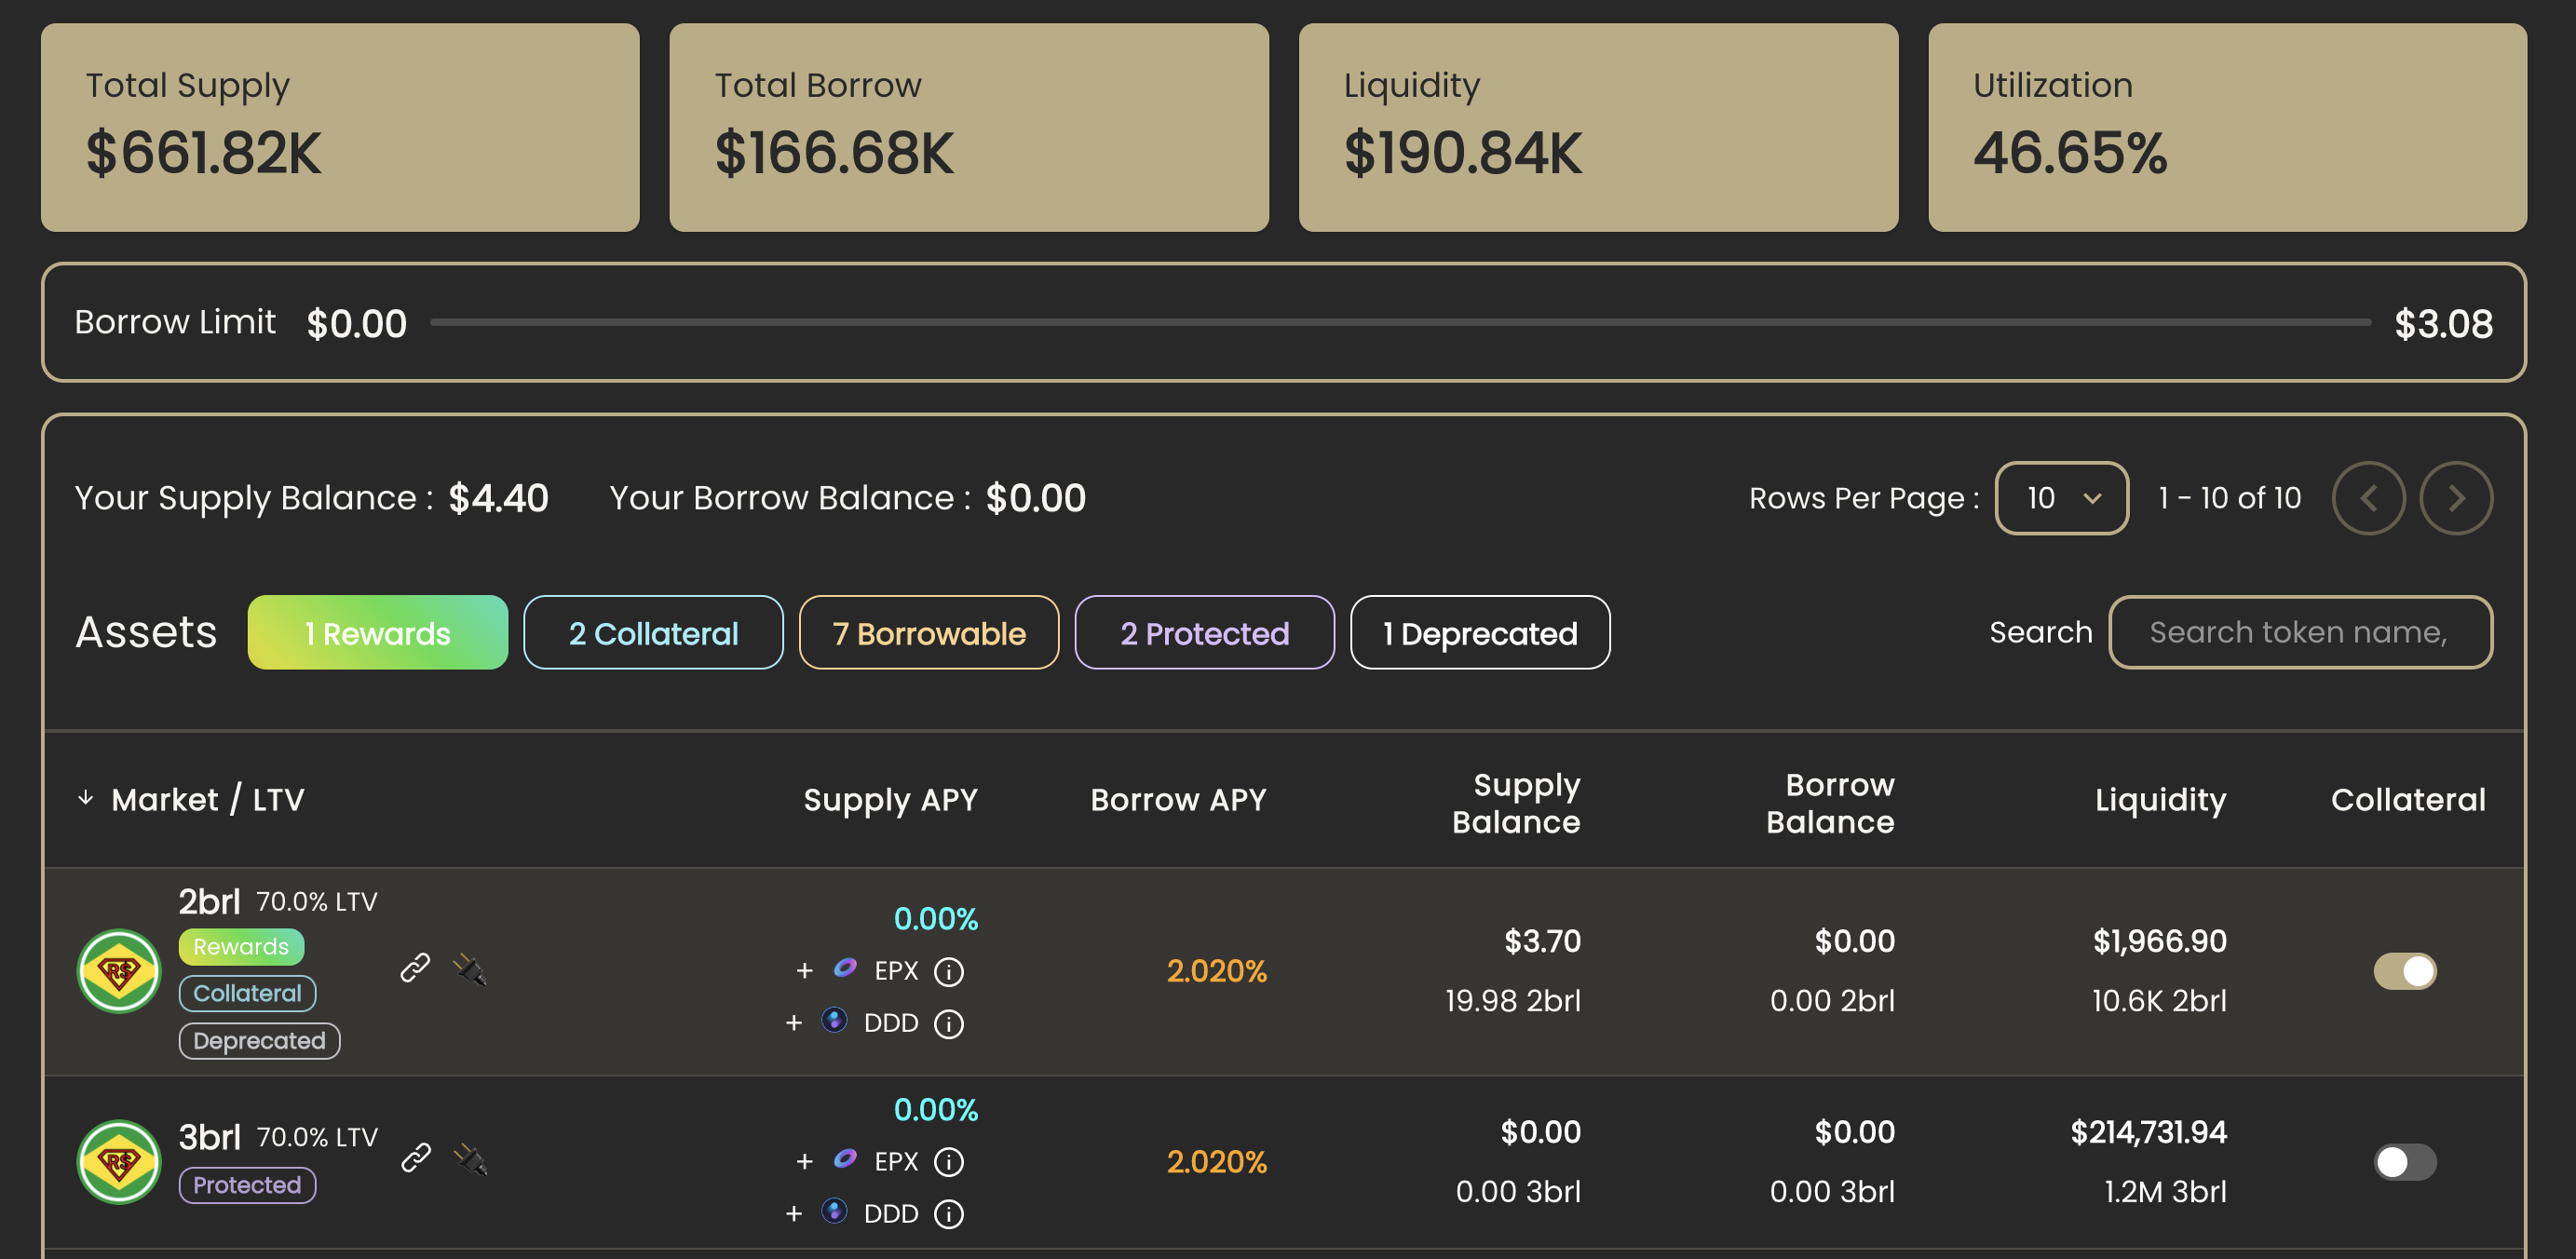 Total Supply
$661.82K
Total Borrow
$166.68K
Liquidity
$190.84K
Utilization
46.65%
Borrow Limit $0.00 $3.08
Your Supply Balance : $4.40 Your Borrow Balance : $0.00 Rows Per Page : 10 1 - 10 of 10
Assets 1 Rewards 2 Collateral 7 Borrowable 2 Protected 1 Deprecated Search Search token name,
Market / LTV Supply APY Borrow APY Supply Balance Borrow Balance Liquidity Collateral
2brl 70.0% LTV
Rewards
Collateral
Deprecated
0.00%
+ EPX
+ DDD
2.020%
$3.70
19.98 2brl
$0.00
0.00 2brl
$1,966.90
10.6K 2brl
3brl 70.0% LTV
Protected
0.00%
+ EPX
+ DDD
2.020%
$0.00
0.00 3brl
$0.00
0.00 3brl
$214,731.94
1.2M 3brl